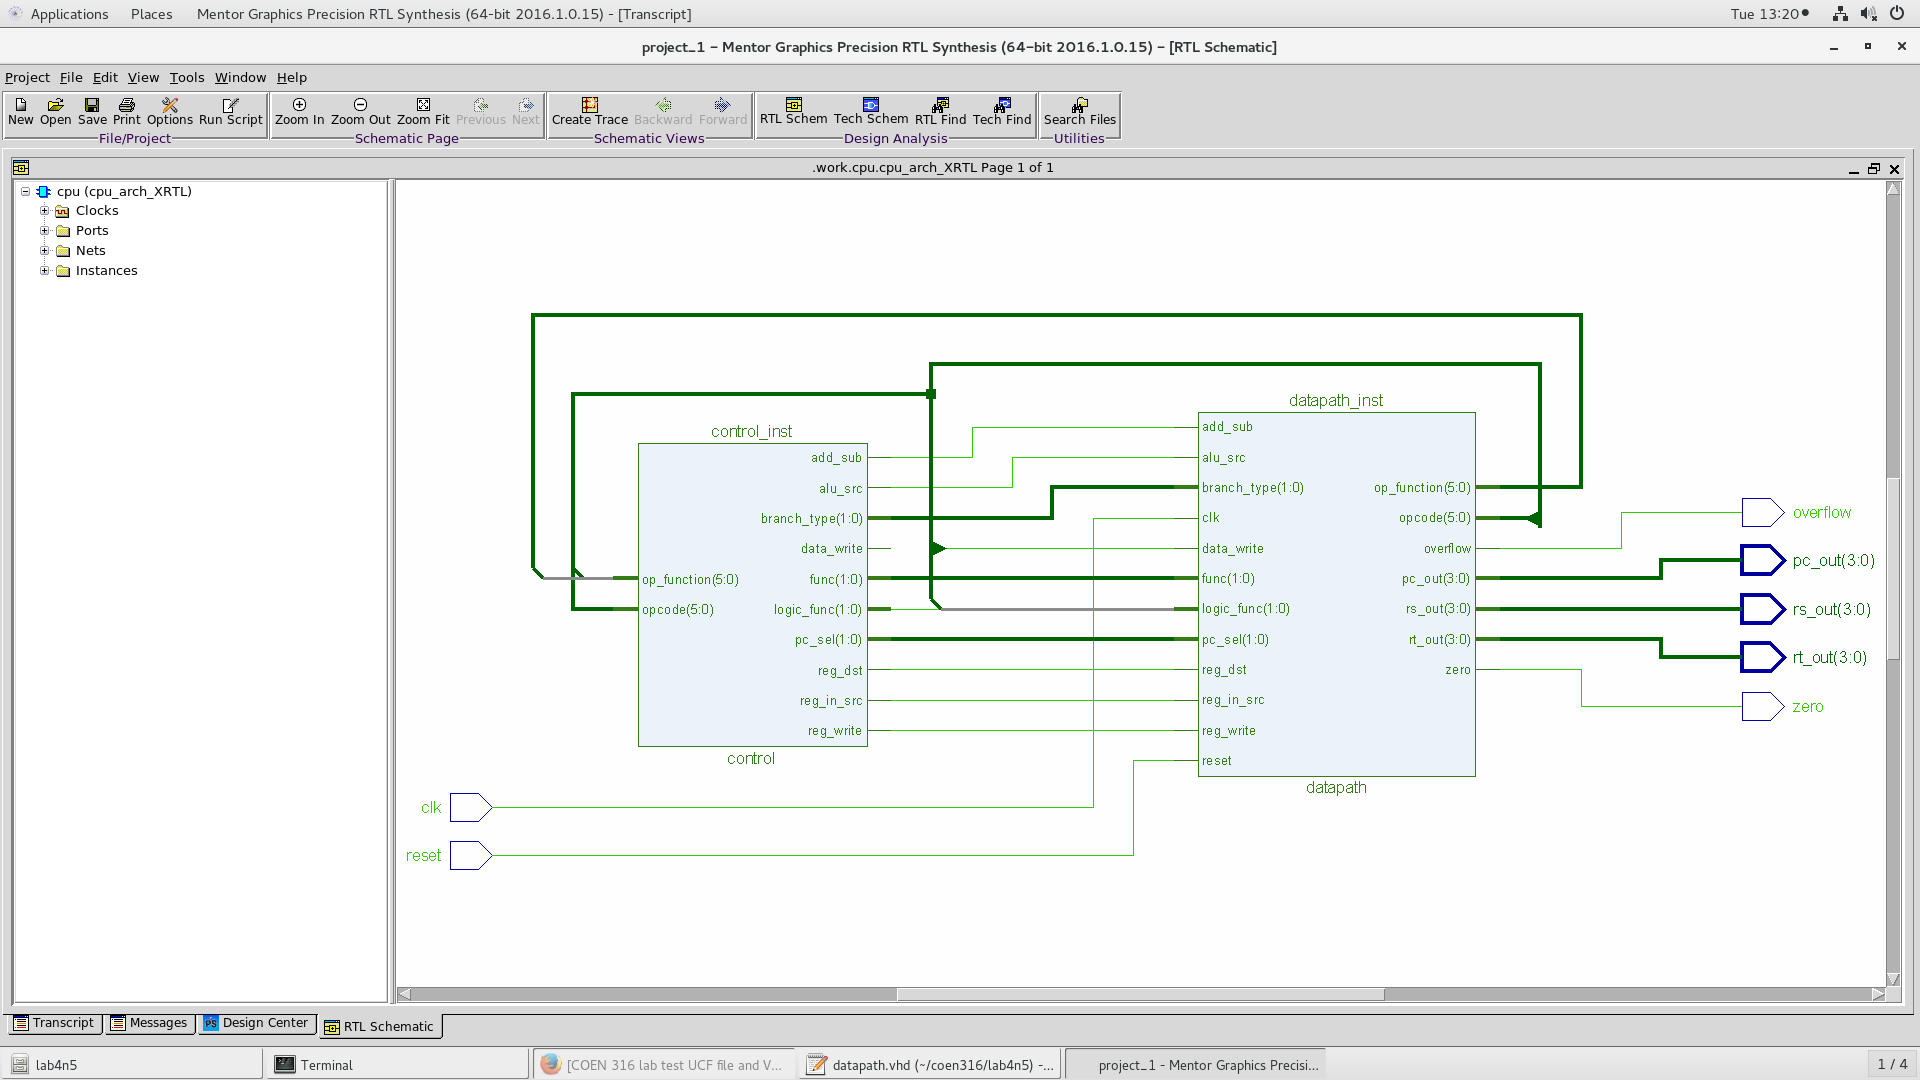 Applications Places Mentor Graphics Precision RTL Synthesis (64-bit 2016.1.0.15) - [Transcript] Tue 13:20
project_1 - Mentor Graphics Precision RTL Synthesis (64-bit 2016.1.0.15) - [RTL Schematic]
Project File Edit View Tools Window Help
New Open Save Print Options Run Script Zoom In Zoom Out Zoom Fit Previous Next Create Trace Backward Forward RTL Schem Tech Schem RTL Find Tech Find Search Files
File/Project Schematic Page Schematic Views Design Analysis Utilities
.work.cpu.cpu_arch_XRTL Page 1 of 1
cpu (cpu_arch_XRTL)
Clocks
Ports
Nets
Instances
control_inst
add_sub
alu_src
branch_type(1:0)
data_write
op_function(5:0) func(1:0)
opcode(5:0) logic_func(1:0)
pc_sel(1:0)
reg_dst
reg_in_src
reg_write
control
datapath_inst
add_sub
alu_src
branch_type(1:0) op_function(5:0)
clk opcode(5:0)
data_write overflow
func(1:0) pc_out(3:0)
logic_func(1:0) rs_out(3:0)
pc_sel(1:0) rt_out(3:0)
reg_dst zero
reg_in_src
reg_write
reset
datapath
overflow
pc_out(3:0)
rs_out(3:0)
rt_out(3:0)
zero
clk
reset
Transcript Messages Design Center RTL Schematic
lab4n5 Terminal [COEN 316 lab test UCF file and V... datapath.vhd (~/coen316/lab4n5) -... project_1 - Mentor Graphics Precisi... 1 / 4